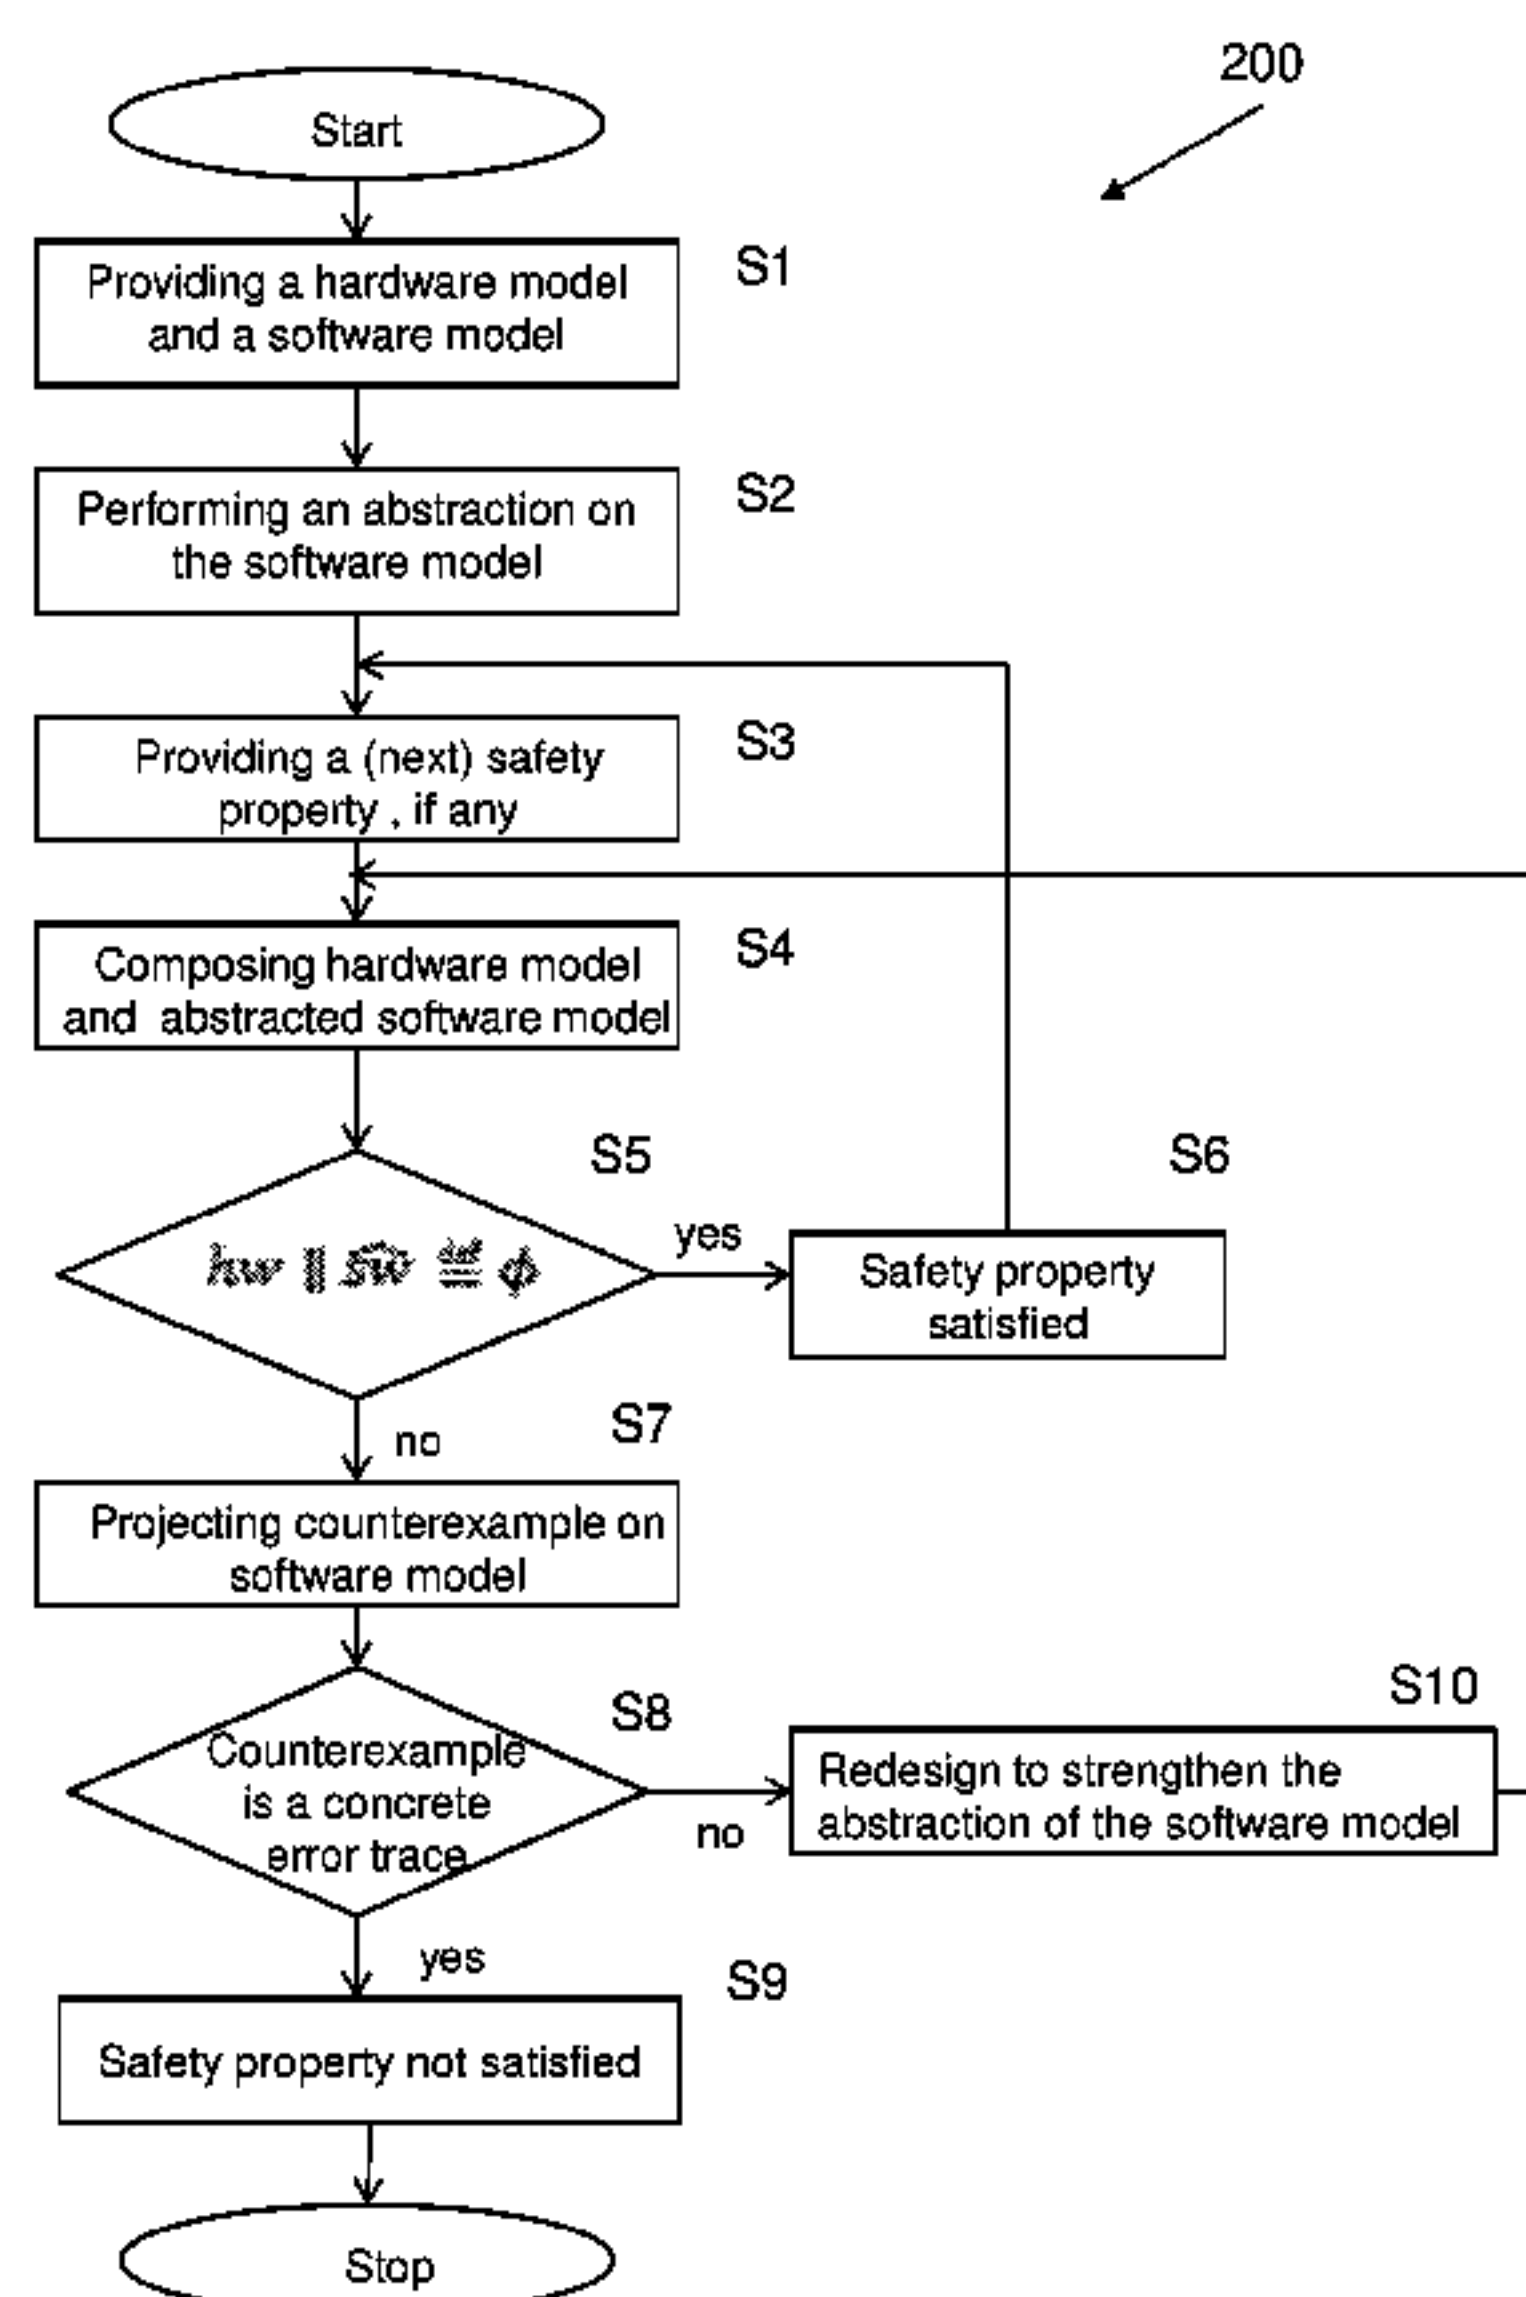 200
Start
Providing a hardware model
and a software model
S1
Performing an abstraction on
the software model
S2
Providing a (next) safety
property , if any
S3
Composing hardware model
and abstracted software model
S4
S5
hw || ŝw ≝ ϕ
yes
S6
Safety property
satisfied
no
S7
Projecting counterexample on
software model
S8
Counterexample
is a concrete
error trace
no
S10
Redesign to strengthen the
abstraction of the software model
yes
S9
Safety property not satisfied
Stop